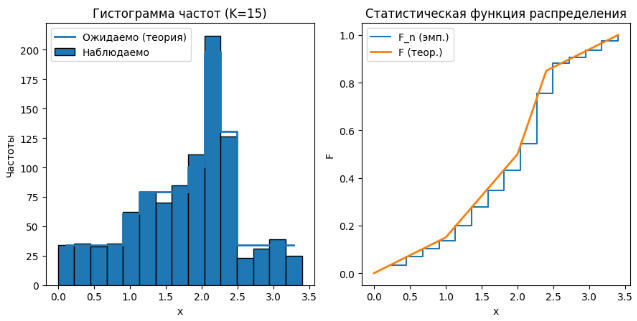 Гистограмма частот (K=15)
Ожидаемо (теория)
Наблюдаемо
Частоты
200
175
150
125
100
75
50
25
0
0.0 0.5 1.0 1.5 2.0 2.5 3.0 3.5
x
Статистическая функция распределения
F_n (эмп.)
F (теор.)
F
1.0
0.8
0.6
0.4
0.2
0.0
0.0 0.5 1.0 1.5 2.0 2.5 3.0 3.5
x